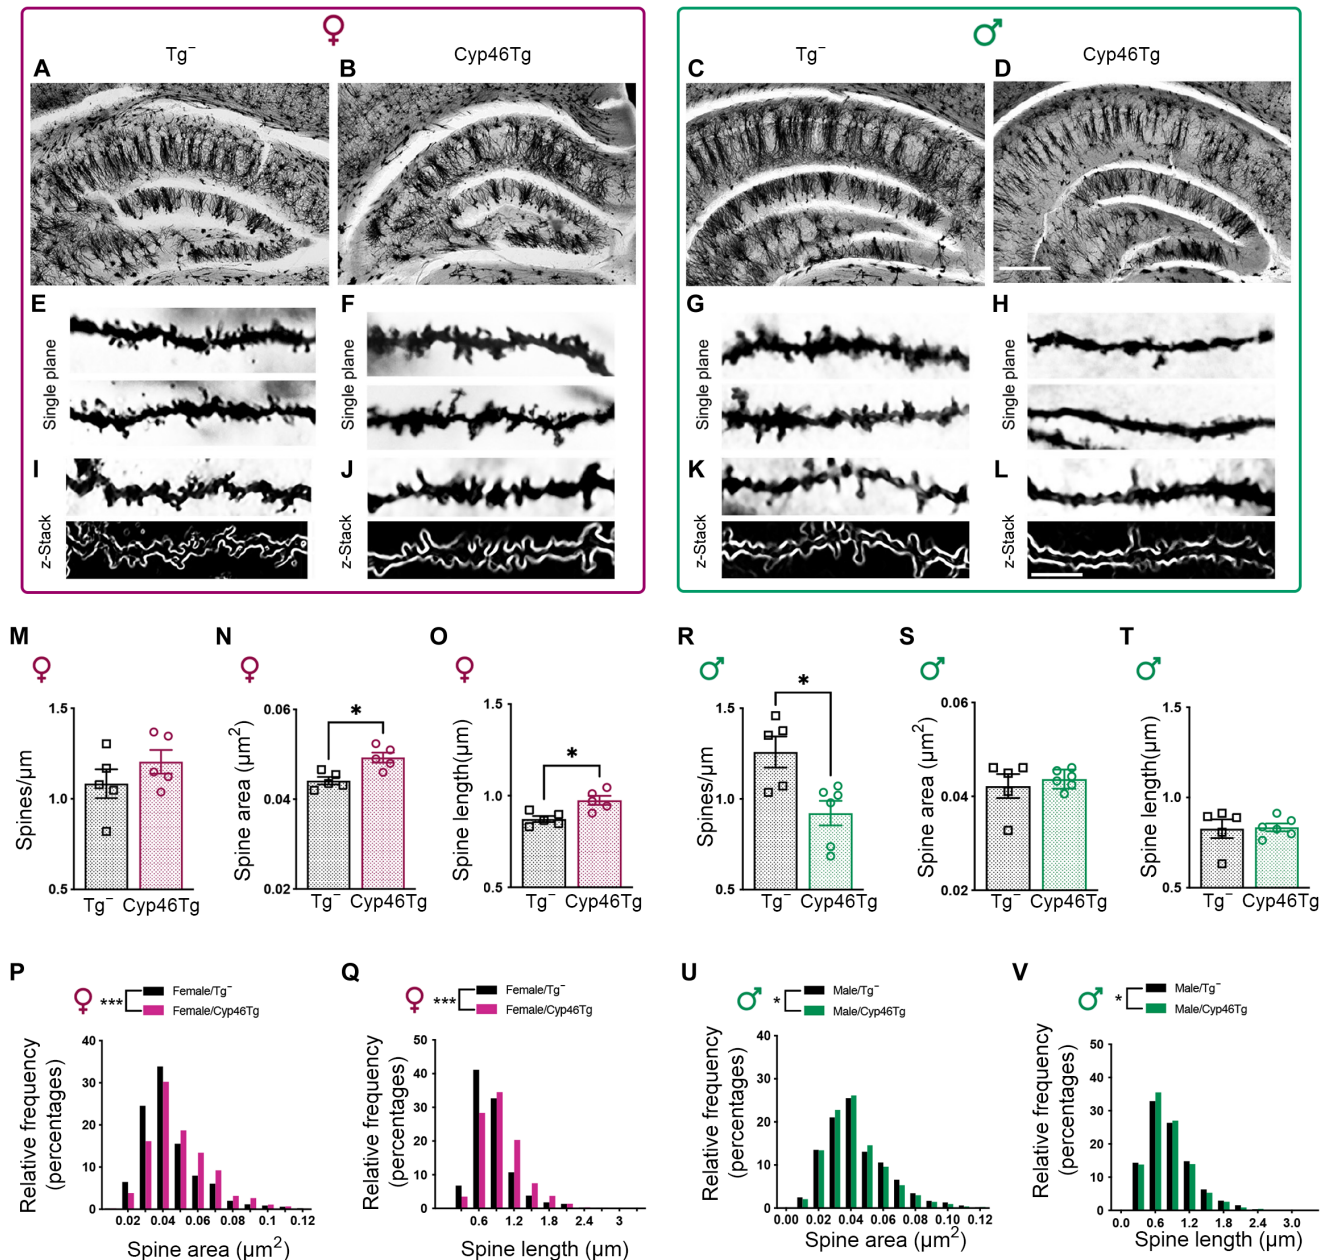 ♀
♂
Tg⁻
Cyp46Tg
Tg⁻
Cyp46Tg
A
B
C
D
E
F
G
H
Single plane
Single plane
Single plane
Single plane
I
J
K
L
z-Stack
z-Stack
z-Stack
z-Stack
M
N
O
R
S
T
♀
♀
♀
♂
♂
♂
Spines/µm
1.5
1.0
0.5
Tg⁻ Cyp46Tg
Spine area (µm²)
0.06
0.04
0.02
*
Tg⁻ Cyp46Tg
Spine length(µm)
1.5
1.0
0.5
*
Tg⁻ Cyp46Tg
Spines/µm
1.5
1.0
0.5
*
Tg⁻ Cyp46Tg
Spine area (µm²)
0.06
0.04
0.02
Tg⁻ Cyp46Tg
Spine length(µm)
1.5
1.0
0.5
Tg⁻ Cyp46Tg
P
♀
***
Female/Tg⁻
Female/Cyp46Tg
Relative frequency
(percentages)
40
30
20
10
0
0.02 0.04 0.06 0.08 0.10 0.12
Spine area (µm²)
Q
♀
***
Female/Tg⁻
Female/Cyp46Tg
Relative frequency
(percentages)
50
40
30
20
10
0
0.6 1.2 1.8 2.4 3
Spine length (µm)
U
♂
*
Male/Tg⁻
Male/Cyp46Tg
Relative frequency
(percentages)
40
30
20
10
0
0.00 0.02 0.04 0.06 0.08 0.10 0.12
Spine area (µm²)
V
♂
*
Male/Tg⁻
Male/Cyp46Tg
Relative frequency
(percentages)
50
40
30
20
10
0
0.0 0.6 1.2 1.8 2.4 3.0
Spine length (µm)